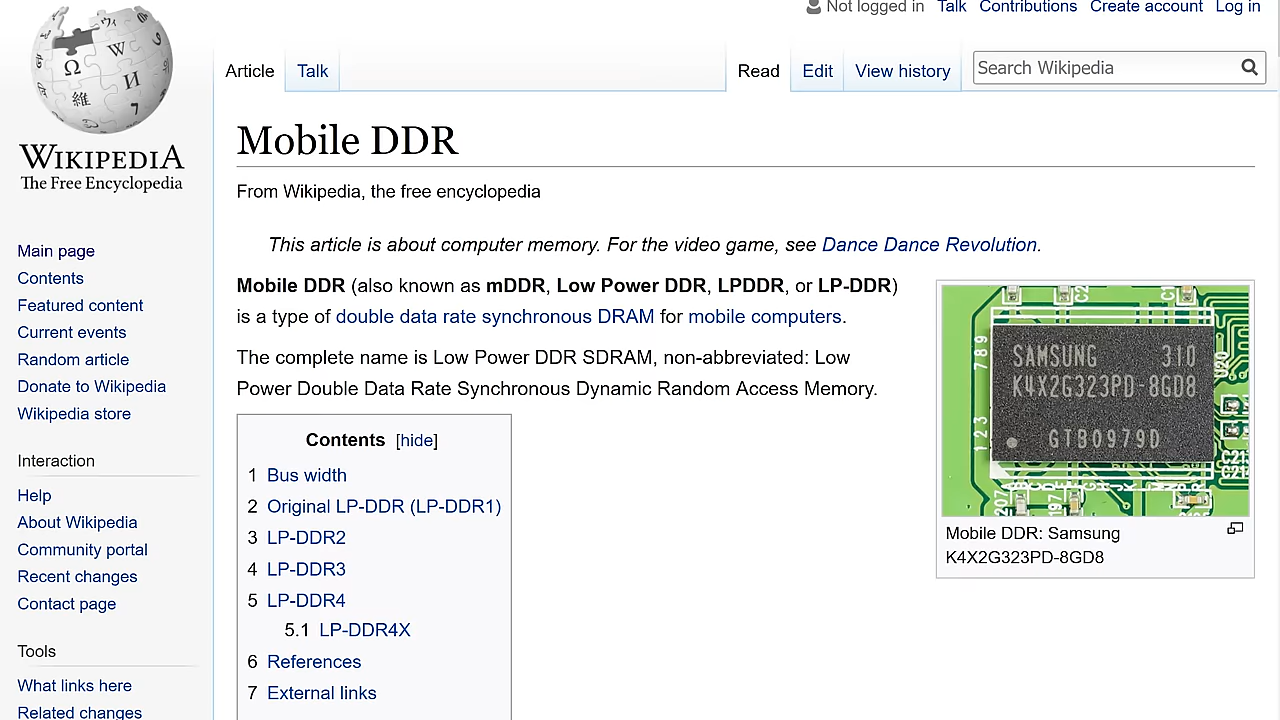 Not logged in Talk Contributions Create account Log in
Article Talk Read Edit View history Search Wikipedia
WIKIPEDIA
The Free Encyclopedia
Main page
Contents
Featured content
Current events
Random article
Donate to Wikipedia
Wikipedia store
Interaction
Help
About Wikipedia
Community portal
Recent changes
Contact page
Tools
What links here
Related changes
Mobile DDR
From Wikipedia, the free encyclopedia
This article is about computer memory. For the video game, see Dance Dance Revolution.
Mobile DDR (also known as mDDR, Low Power DDR, LPDDR, or LP-DDR)
is a type of double data rate synchronous DRAM for mobile computers.
The complete name is Low Power DDR SDRAM, non-abbreviated: Low
Power Double Data Rate Synchronous Dynamic Random Access Memory.
Contents [hide]
1 Bus width
2 Original LP-DDR (LP-DDR1)
3 LP-DDR2
4 LP-DDR3
5 LP-DDR4
5.1 LP-DDR4X
6 References
7 External links
SAMSUNG 310
K4X2G323PD-8GD8
GTB0979D
7 8 9
1 2 3
Mobile DDR: Samsung
K4X2G323PD-8GD8